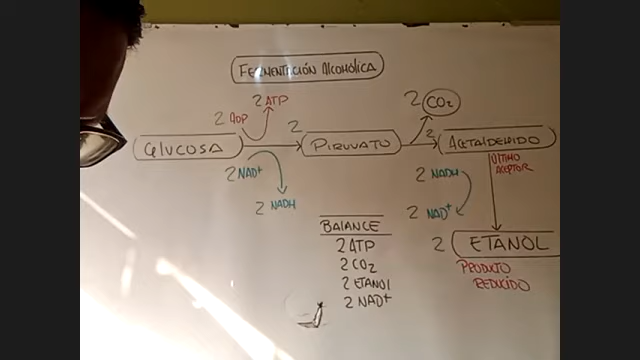 FERMENTACIÓN ALCOHÓLICA
2 ADP
2 ATP
2 CO₂
GLUCOSA
2
PIRUVATO
2
ACETALDEHIDO
2 NAD⁺
2 NADH
2 NADH
2 NAD⁺
ÚLTIMO
ACEPTOR
2
ETANOL
PRODUCTO
REDUCIDO
BALANCE
2 ATP
2 CO₂
2 ETANOL
2 NAD⁺